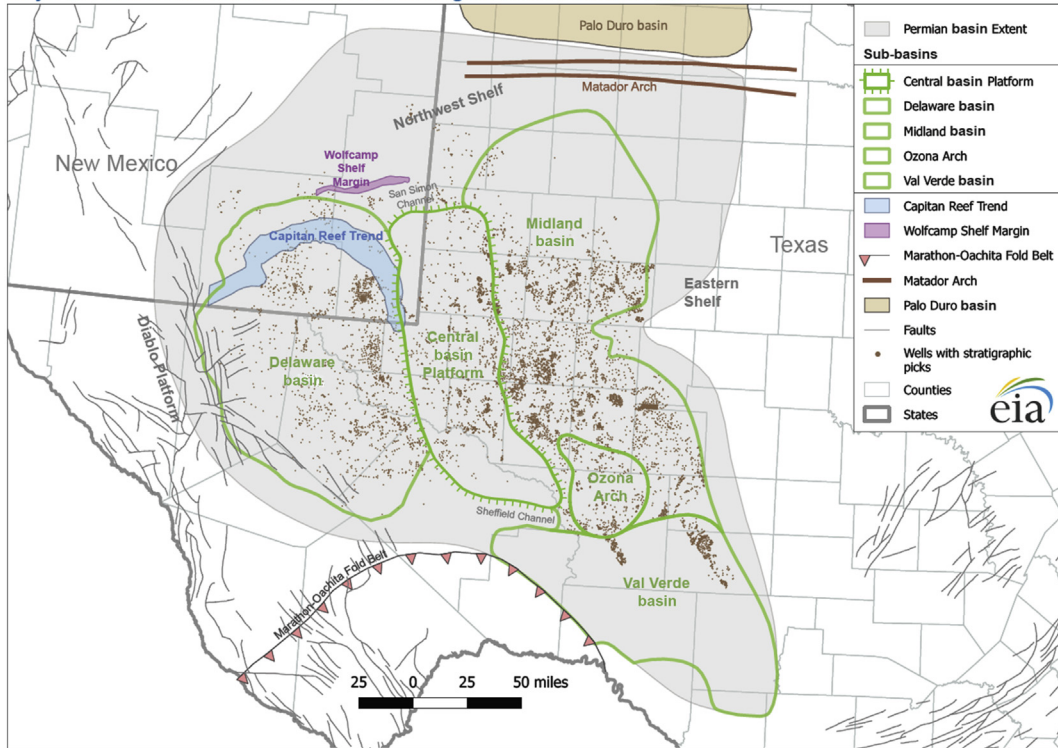 Palo Duro basin
Matador Arch
Northwest Shelf
New Mexico
Wolfcamp
Shelf
Margin
San Simon
Channel
Capitan Reef Trend
Midland
basin
Texas
Eastern
Shelf
Diablo Platform
Delaware
basin
Central
basin
Platform
Ozona
Arch
Sheffield Channel
Val Verde
basin
Marathon-Oachita Fold Belt
25 0 25 50 miles
Permian basin Extent
Sub-basins
Central basin Platform
Delaware basin
Midland basin
Ozona Arch
Val Verde basin
Capitan Reef Trend
Wolfcamp Shelf Margin
Marathon-Oachita Fold Belt
Matador Arch
Palo Duro basin
Faults
Wells with stratigraphic
picks
Counties
States
eia